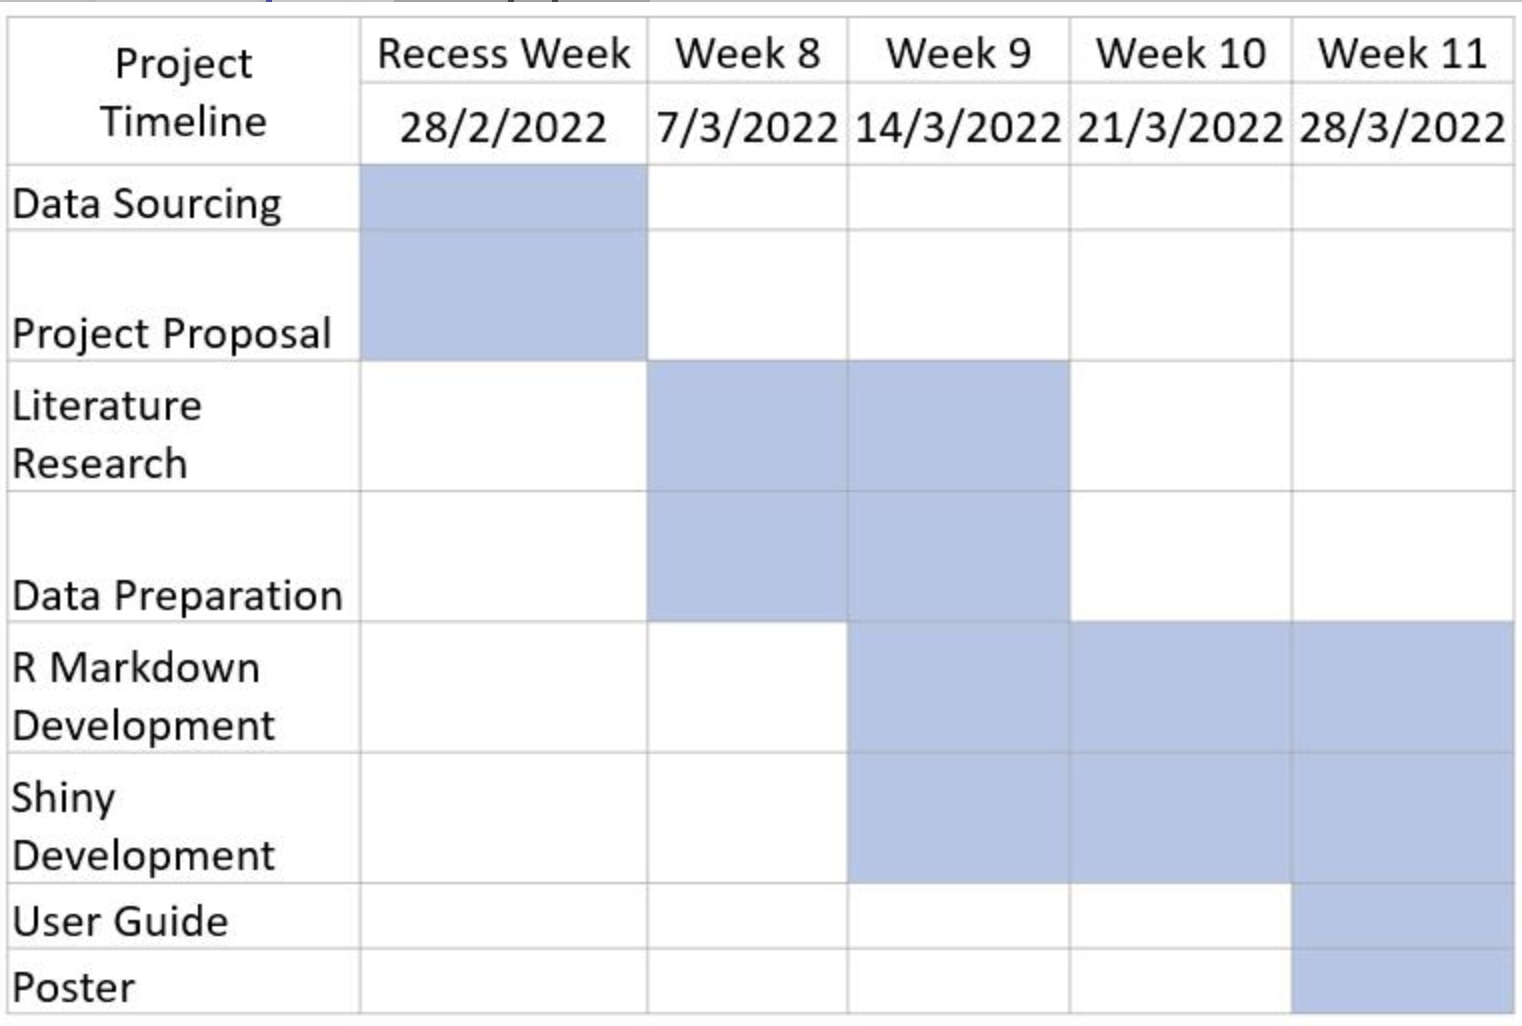 Project
Timeline
Recess Week
Week 8
Week 9
Week 10
Week 11
28/2/2022
7/3/2022
14/3/2022
21/3/2022
28/3/2022
Data Sourcing
Project Proposal
Literature
Research
Data Preparation
R Markdown
Development
Shiny
Development
User Guide
Poster